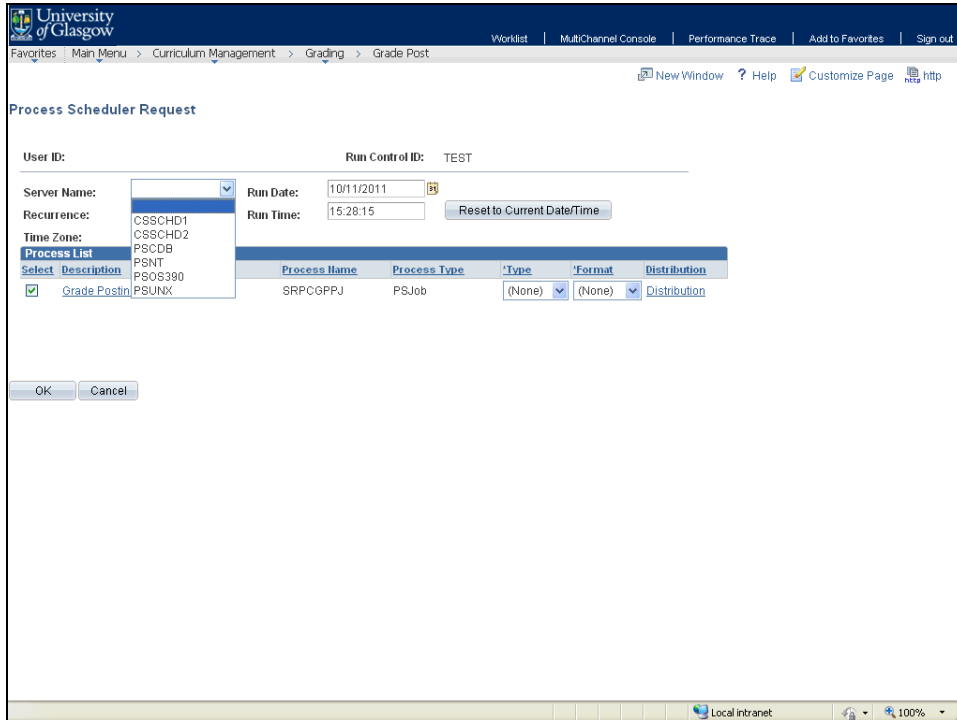 University
of Glasgow
Worklist | MultiChannel Console | Performance Trace | Add to Favorites | Sign out
Favorites Main Menu > Curriculum Management > Grading > Grade Post
New Window ? Help Customize Page http
Process Scheduler Request
User ID: Run Control ID: TEST
Server Name: Run Date: 10/11/2011 31
Recurrence: Run Time: 15:28:15 Reset to Current Date/Time
Time Zone:
CSSCHD1
CSSCHD2
PSCDB
PSNT
PSOS390
PSUNX
Process List
Select Description Process Name Process Type *Type *Format Distribution
Grade Postin SRPCGPPJ PSJob (None) (None) Distribution
OK Cancel
Local intranet 100%